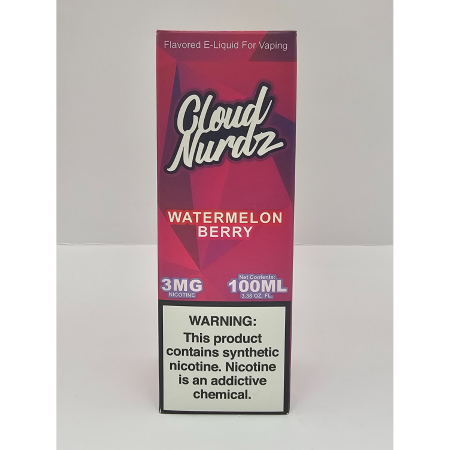 Flavored E-Liquid For Vaping
Cloud
Nurdz
WATERMELON
BERRY
3MG
NICOTINE
Net Contents:
100ML
3.38 OZ. FL.
WARNING:
This product
contains synthetic
nicotine. Nicotine
is an addictive
chemical.